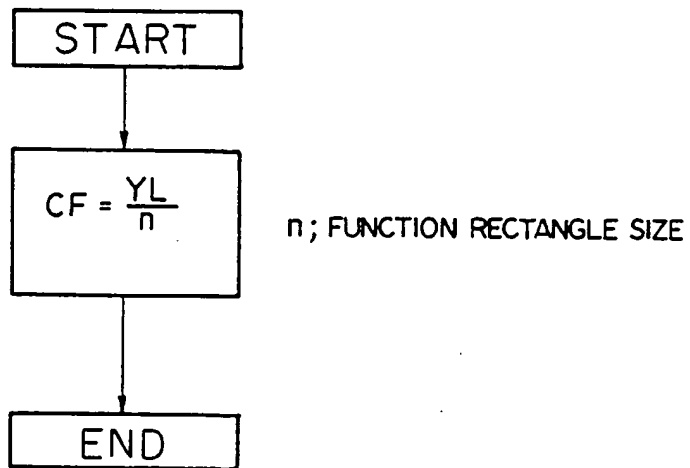 START
CF = YL/n
n; FUNCTION RECTANGLE SIZE
END